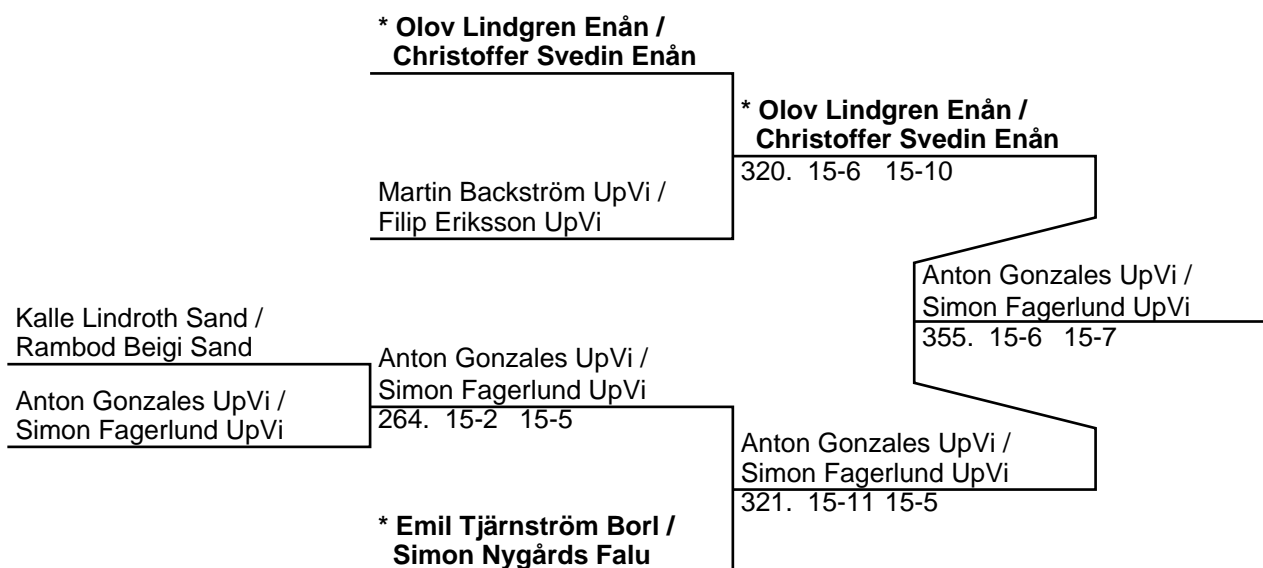 * Olov Lindgren Enån /
Christoffer Svedin Enån
* Olov Lindgren Enån /
Christoffer Svedin Enån
320. 15-6 15-10
Martin Backström UpVi /
Filip Eriksson UpVi
Anton Gonzales UpVi /
Simon Fagerlund UpVi
355. 15-6 15-7
Kalle Lindroth Sand /
Rambod Beigi Sand
Anton Gonzales UpVi /
Simon Fagerlund UpVi
264. 15-2 15-5
Anton Gonzales UpVi /
Simon Fagerlund UpVi
Anton Gonzales UpVi /
Simon Fagerlund UpVi
321. 15-11 15-5
* Emil Tjärnström Borl /
Simon Nygårds Falu